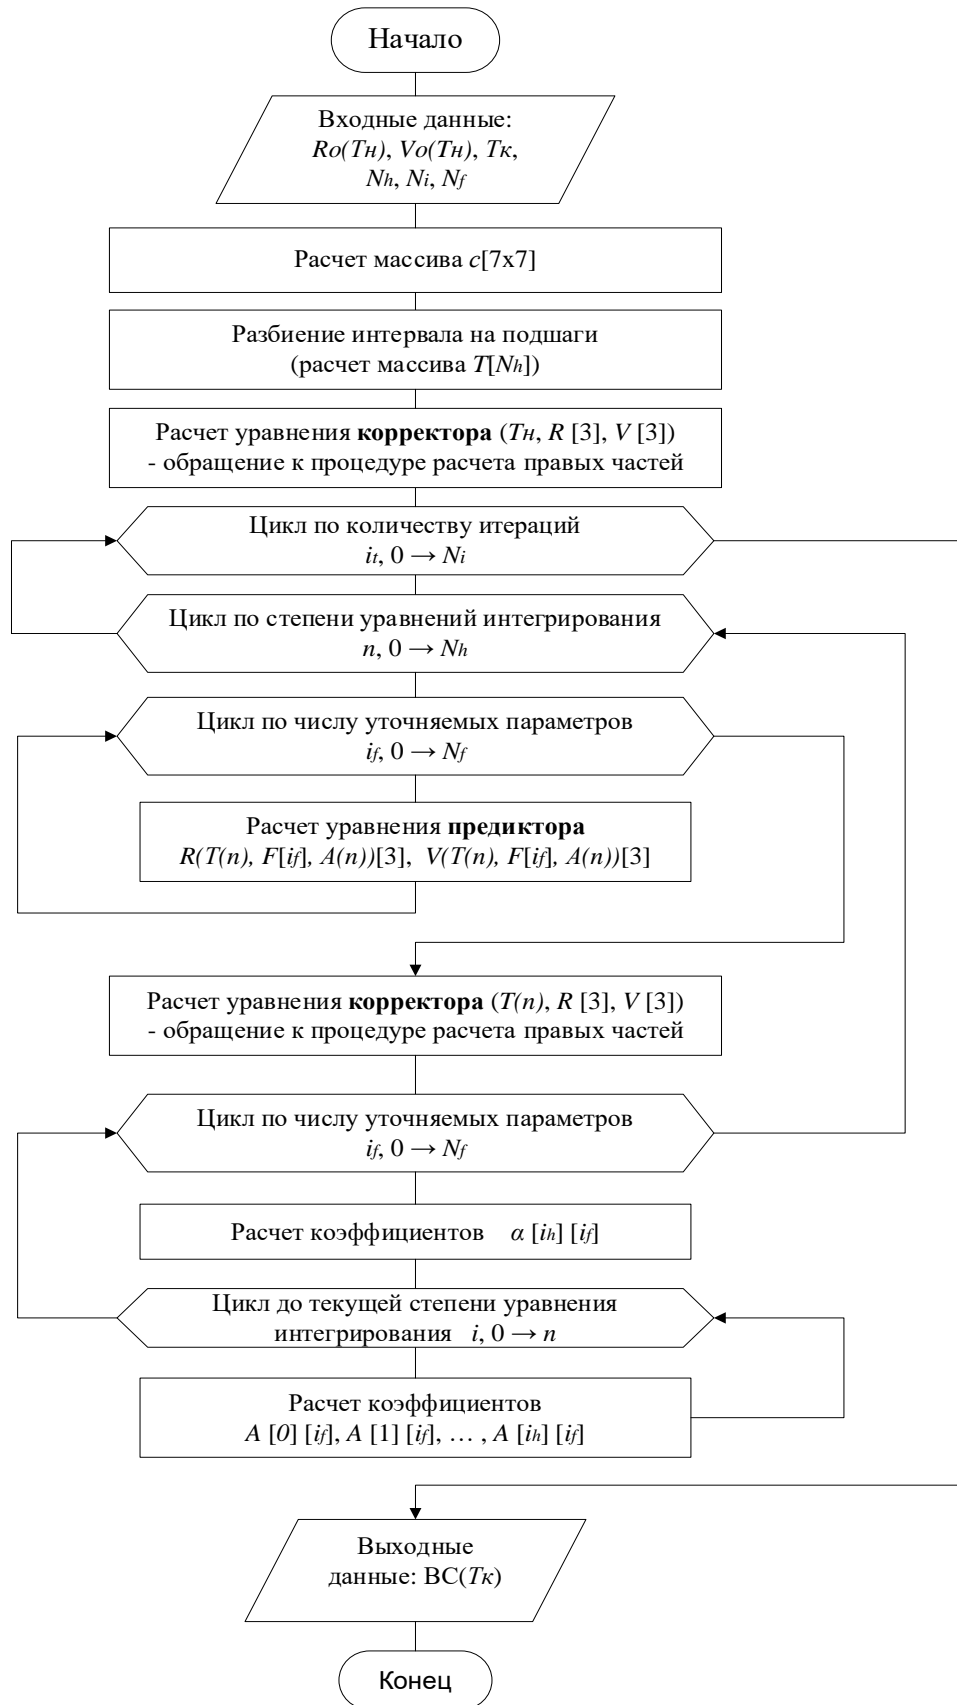 Начало
Входные данные:
Ro(Tн), Vo(Tн), Tк,
Nh, Ni, Nf
Расчет массива c[7x7]
Разбиение интервала на подшаги
(расчет массива T[Nh])
Расчет уравнения корректора (Tн, R [3], V [3])
- обращение к процедуре расчета правых частей
Цикл по количеству итераций
it, 0 → Ni
Цикл по степени уравнений интегрирования
n, 0 → Nh
Цикл по числу уточняемых параметров
if, 0 → Nf
Расчет уравнения предиктора
R(T(n), F[if], A(n))[3], V(T(n), F[if], A(n))[3]
Расчет уравнения корректора (T(n), R [3], V [3])
- обращение к процедуре расчета правых частей
Цикл по числу уточняемых параметров
if, 0 → Nf
Расчет коэффициентов α [ih] [if]
Цикл до текущей степени уравнения
интегрирования i, 0 → n
Расчет коэффициентов
A [0] [if], A [1] [if], … , A [ih] [if]
Выходные
данные: ВС(Tк)
Конец